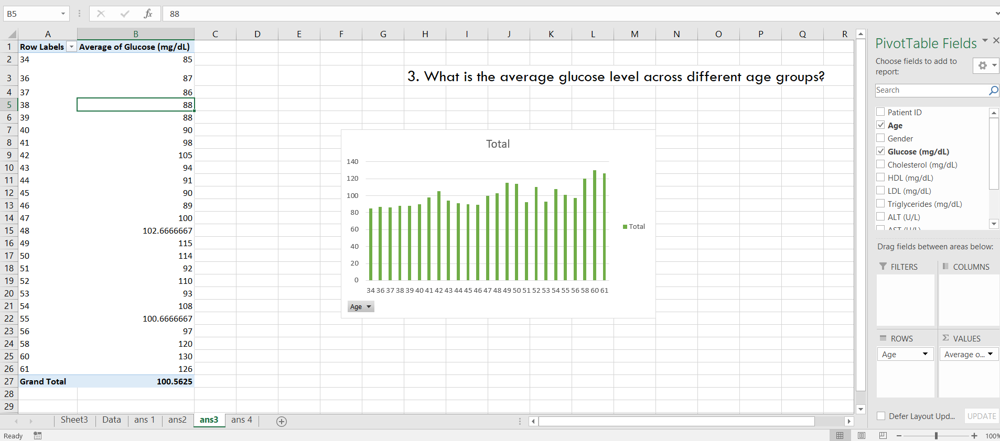 B5
fx
88
A B C D E F G H I J K L M N O P Q R
1 Row Labels Average of Glucose (mg/dL)
2 34 85
3 36 87
4 37 86
5 38 88
6 39 88
7 40 90
8 41 98
9 42 105
10 43 94
11 44 91
12 45 90
13 46 89
14 47 100
15 48 102.6666667
16 49 115
17 50 114
18 51 92
19 52 110
20 53 93
21 54 108
22 55 100.6666667
23 56 97
24 58 120
25 60 130
26 61 126
27 Grand Total 100.5625
28
29
3. What is the average glucose level across different age groups?
Total
140
120
100
80
60
40
20
0
34 36 37 38 39 40 41 42 43 44 45 46 47 48 49 50 51 52 53 54 55 56 58 60 61
Total
Age
PivotTable Fields
Choose fields to add to
report:
Search
Patient ID
Age
Gender
Glucose (mg/dL)
Cholesterol (mg/dL)
HDL (mg/dL)
LDL (mg/dL)
Triglycerides (mg/dL)
ALT (U/L)
AST (U/L)
Drag fields between areas below:
FILTERS
COLUMNS
ROWS
Σ VALUES
Age
Average o...
Defer Layout Upd...
UPDATE
Sheet3 Data ans 1 ans2 ans3 ans 4
Ready
100%